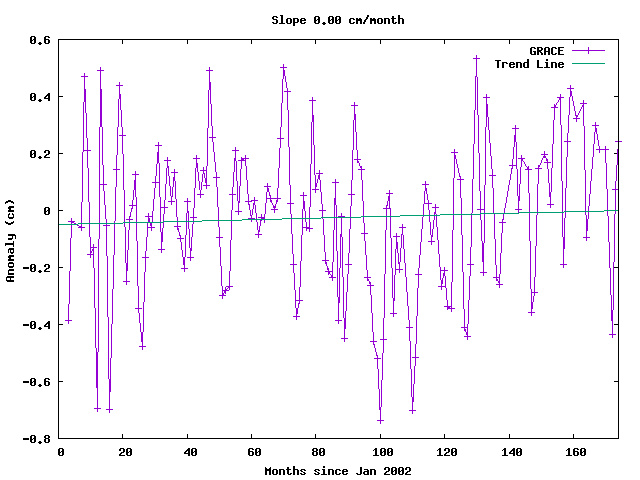 Slope 0.00 cm/month
GRACE
Trend Line
0.6
0.4
0.2
0
-0.2
-0.4
-0.6
-0.8
Anomaly (cm)
0 20 40 60 80 100 120 140 160
Months since Jan 2002